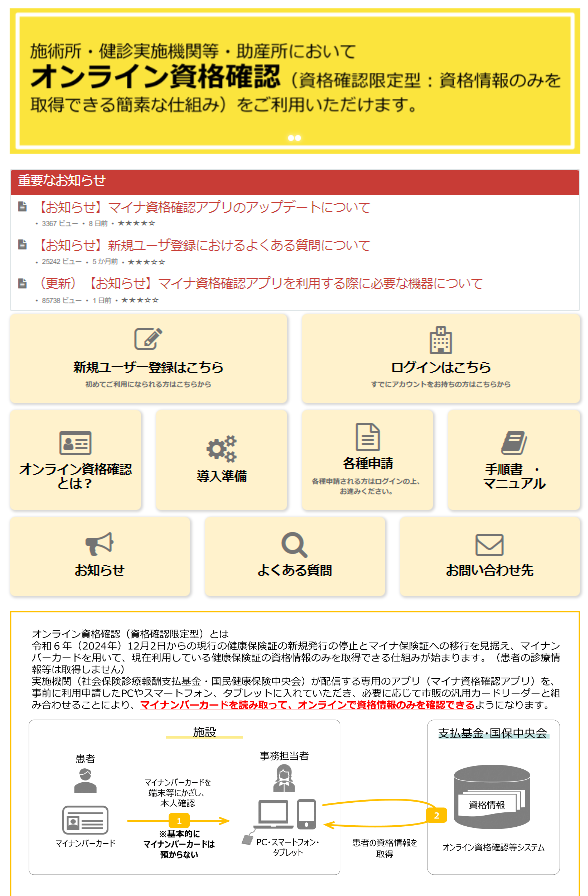 施術所・健診実施機関等・助産所において
オンライン資格確認（資格確認限定型：資格情報のみを
取得できる簡素な仕組み）をご利用いただけます。
重要なお知らせ
【お知らせ】マイナ資格確認アプリのアップデートについて
• 3367 ビュー • 8 日前 • ★★★★☆
【お知らせ】新規ユーザ登録におけるよくある質問について
• 25242 ビュー • 5 か月前 • ★★★★☆
（更新）【お知らせ】マイナ資格確認アプリを利用する際に必要な機器について
• 85738 ビュー • 1 日前 • ★★★☆☆
新規ユーザー登録はこちら
初めてご利用になられる方はこちらから
ログインはこちら
すでにアカウントをお持ちの方はこちらから
オンライン資格確認
とは？
導入準備
各種申請
各種申請される方はログインの上、
お進みください。
手順書　・
マニュアル
お知らせ
よくある質問
お問い合わせ先
オンライン資格確認（資格確認限定型）とは
令和６年（2024年）12月2日からの現行の健康保険証の新規発行の停止とマイナ保険証への移行を見据え、マイナン
バーカードを用いて、現在利用している健康保険証の資格情報のみを取得できる仕組みが始まります。（患者の診療情
報等は取得しません）
実施機関（社会保険診療報酬支払基金・国民健康保険中央会）が配信する専用のアプリ（マイナ資格確認アプリ）を、
事前に利用申請したPCやスマートフォン、タブレットに入れていただき、必要に応じて市販の汎用カードリーダーと組
み合わせることにより、マイナンバーカードを読み取って、オンラインで資格情報のみを確認できるようになります。
施設
患者
マイナンバーカード
マイナンバーカードを
端末等にかざし、
本人確認
1
※基本的に
マイナンバーカードは
預からない
事務担当者
PC・スマートフォン・
タブレット
患者の資格情報を
取得
2
支払基金・国保中央会
資格情報
オンライン資格確認等システム